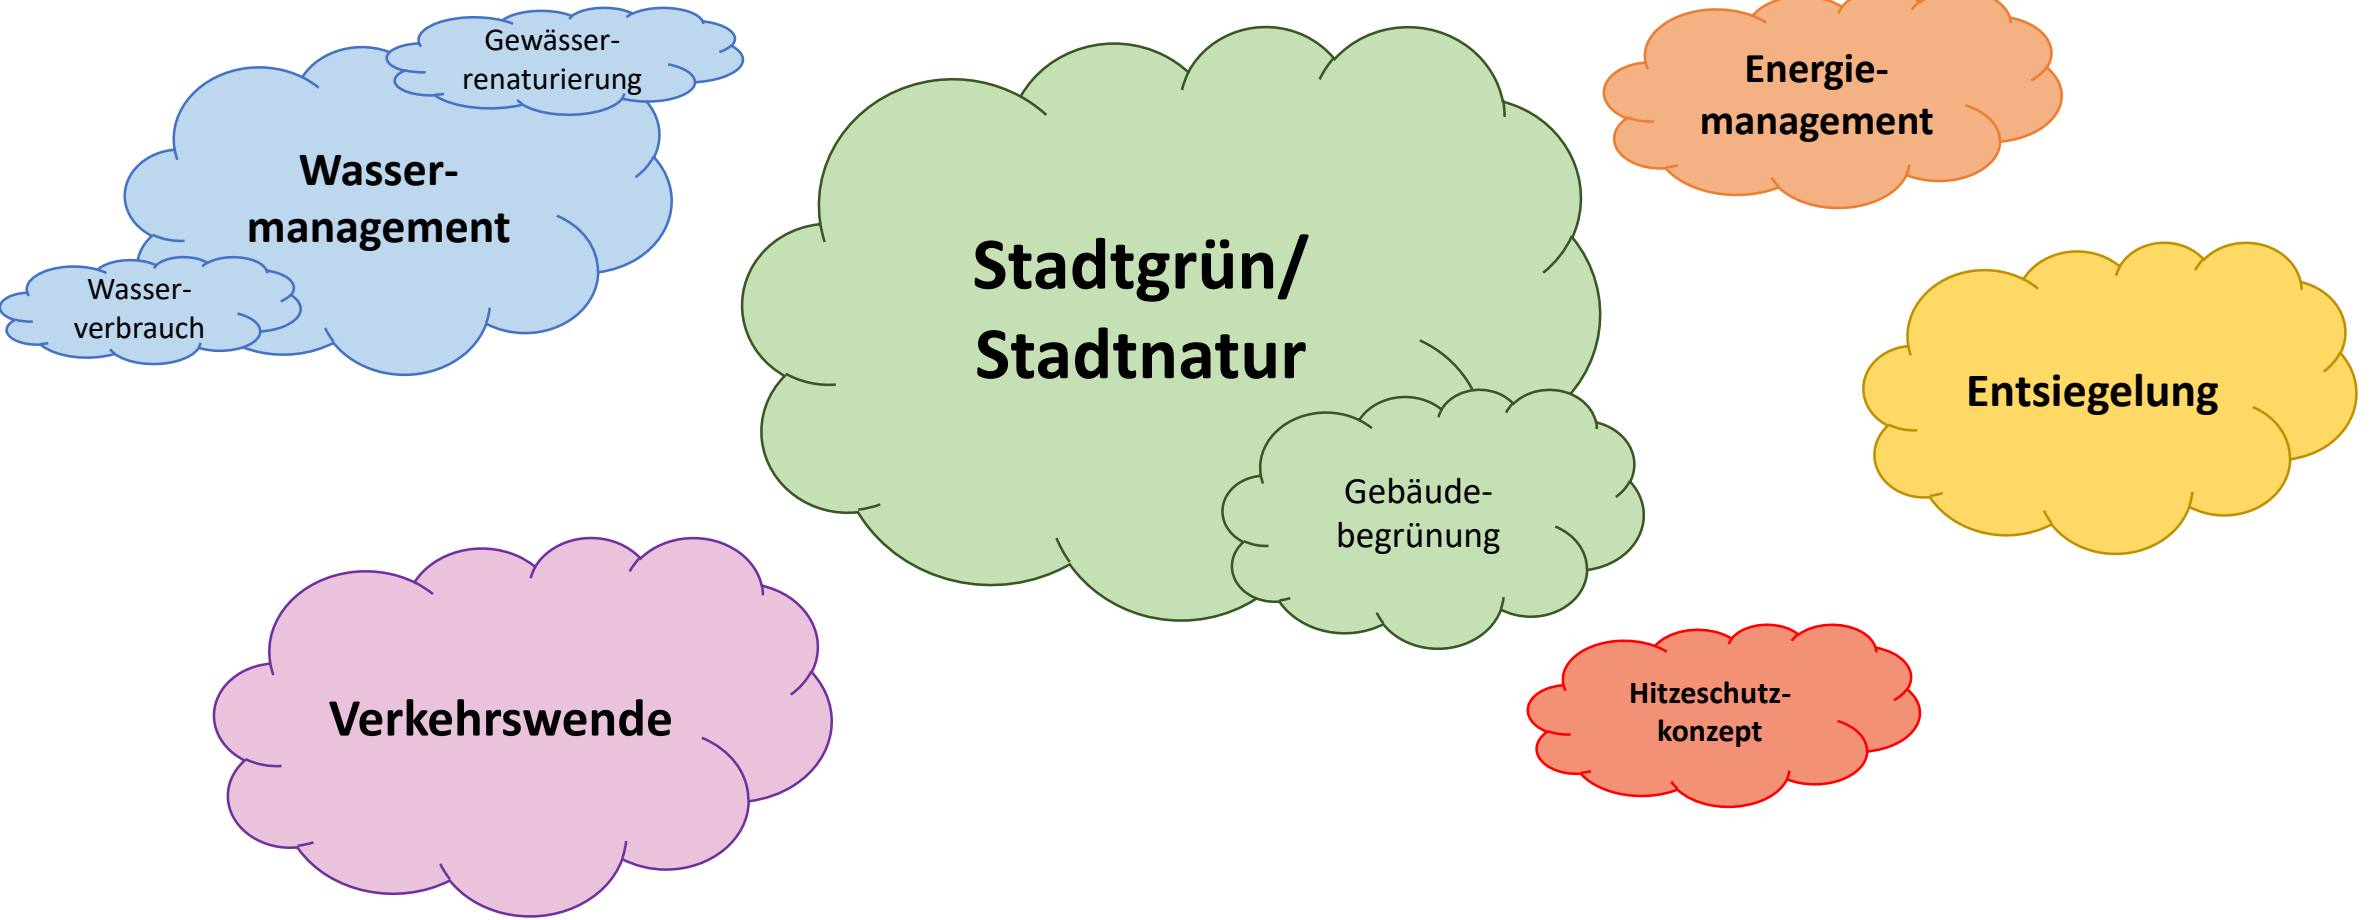 Gewässer-
renaturierung
Wasser-
management
Wasser-
verbrauch
Stadtgrün/
Stadtnatur
Gebäude-
begrünung
Energie-
management
Entsiegelung
Verkehrswende
Hitzeschutz-
konzept